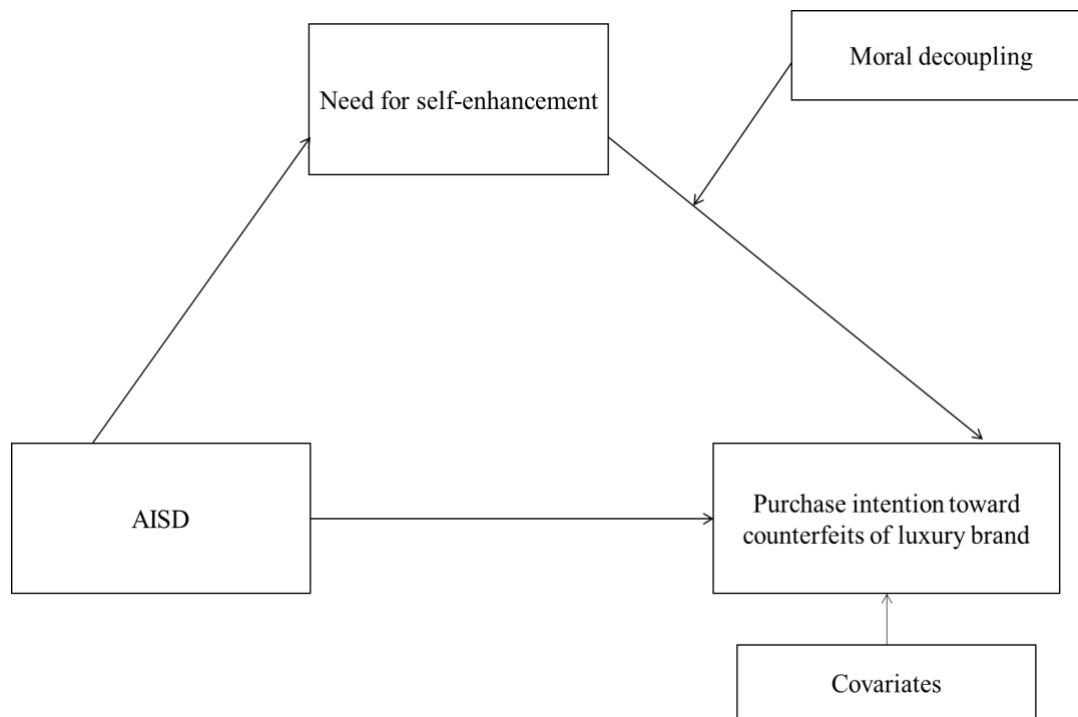 Moral decoupling
Need for self-enhancement
AISD
Purchase intention toward
counterfeits of luxury brand
Covariates